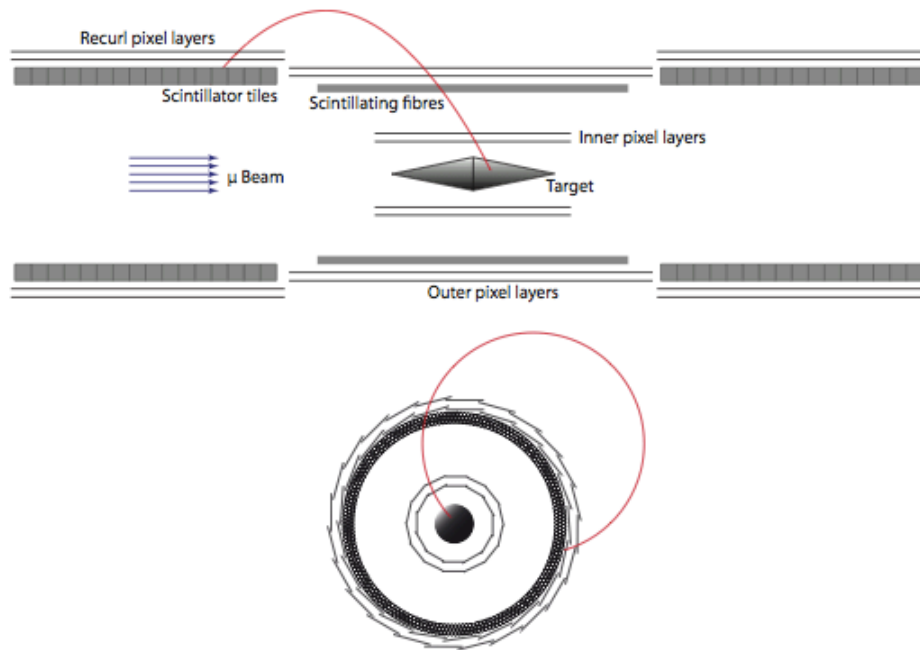 Recurl pixel layers
Scintillator tiles
Scintillating fibres
Inner pixel layers
μ Beam
Target
Outer pixel layers